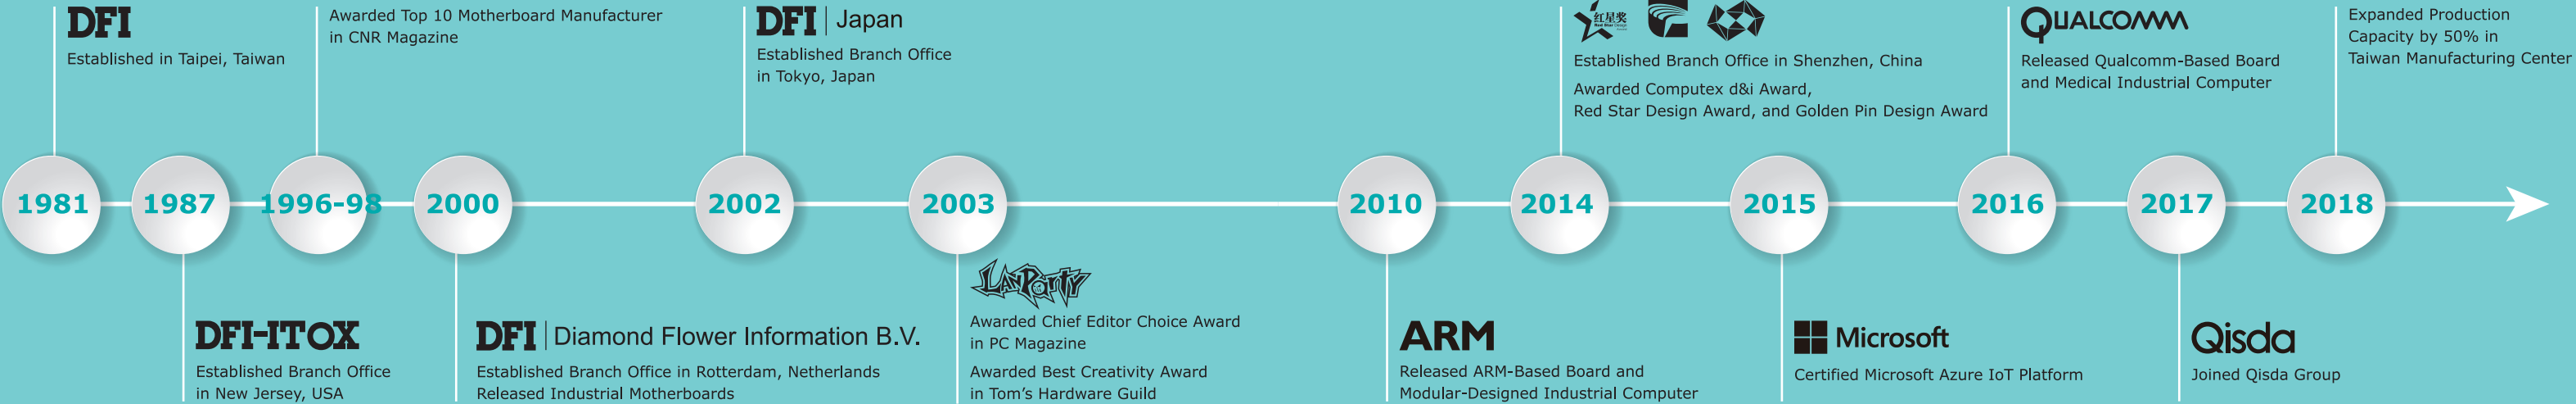 DFI
Established in Taipei, Taiwan
Awarded Top 10 Motherboard Manufacturer
in CNR Magazine
DFI | Japan
Established Branch Office
in Tokyo, Japan
红星奖
Red Star Design
Established Branch Office in Shenzhen, China
Awarded Computex d&i Award,
Red Star Design Award, and Golden Pin Design Award
QUALCOMM
Released Qualcomm-Based Board
and Medical Industrial Computer
Expanded Production
Capacity by 50% in
Taiwan Manufacturing Center
1981
1987
1996-98
2000
2002
2003
2010
2014
2015
2016
2017
2018
DFI-ITOX
Established Branch Office
in New Jersey, USA
DFI | Diamond Flower Information B.V.
Established Branch Office in Rotterdam, Netherlands
Released Industrial Motherboards
LANPARTY
Awarded Chief Editor Choice Award
in PC Magazine
Awarded Best Creativity Award
in Tom's Hardware Guild
ARM
Released ARM-Based Board and
Modular-Designed Industrial Computer
Microsoft
Certified Microsoft Azure IoT Platform
Qisda
Joined Qisda Group